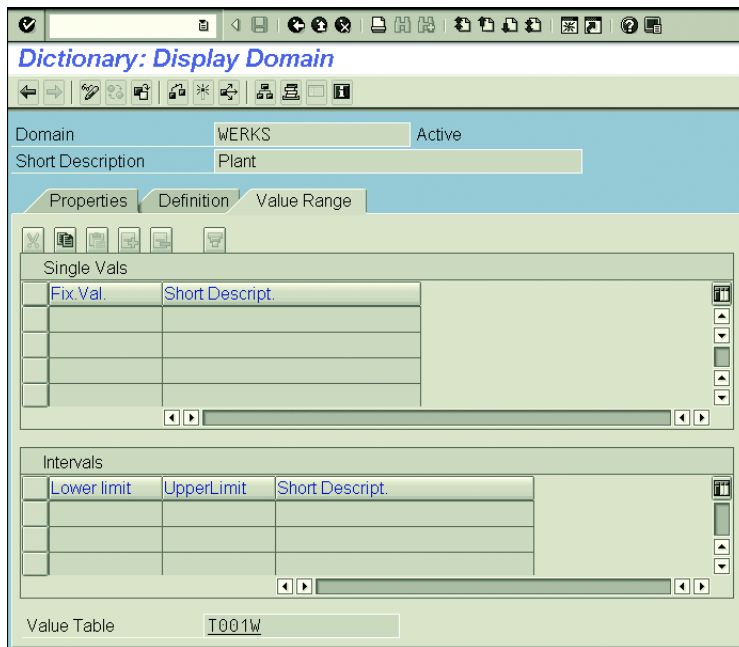 Dictionary: Display Domain
Domain WERKS Active
Short Description Plant
Properties Definition Value Range
Single Vals
Fix.Val. Short Descript.
Intervals
Lower limit UpperLimit Short Descript.
Value Table T001W